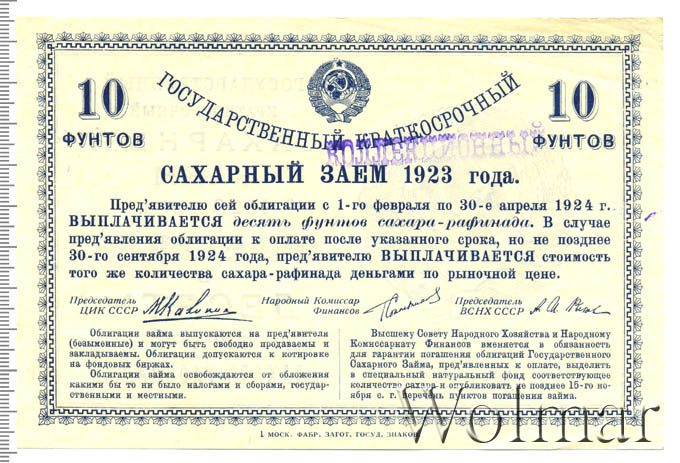 10
ФУНТОВ
ГОСУДАРСТВЕННЫЙ КРАТКОСРОЧНЫЙ
10
ФУНТОВ
КОЛЛЕКЦИОННЫЙ
САХАРНЫЙ ЗАЕМ 1923 года.
Пред'явителю сей облигации с 1-го февраля по 30-е апреля 1924 г.
ВЫПЛАЧИВАЕТСЯ десять фунтов сахара-рафинада. В случае
пред'явления облигации к оплате после указанного срока, но не позднее
30-го сентября 1924 года, пред'явителю ВЫПЛАЧИВАЕТСЯ стоимость
того же количества сахара-рафинада деньгами по рыночной цене.
Председатель
ЦИК СССР
Народный Комиссар
Финансов
Председатель
ВСНХ СССР
Облигации займа выпускаются на пред'явителя
(безыменные) и могут быть свободно продаваемы и
закладываемы. Облигации допускаются к котировке
на фондовых биржах.
Облигации займа освобождаются от обложения
какими бы то ни было налогами и сборами, государ-
ственными и местными.
Высшему Совету Народного Хозяйства и Народному
Комиссариату Финансов вменяется в обязанность
для гарантии погашения облигаций Государственного
Сахарного Займа, пред'явленных к оплате, выделить
в специальный натуральный фонд соответствующее
количество сахара и опубликовать не позднее 15-го но-
ября с. г. перечень пунктов погашения займа.
1 МОСК. ФАБР. ЗАГОТ. ГОСУД. ЗНАКОВ.
Wolmar